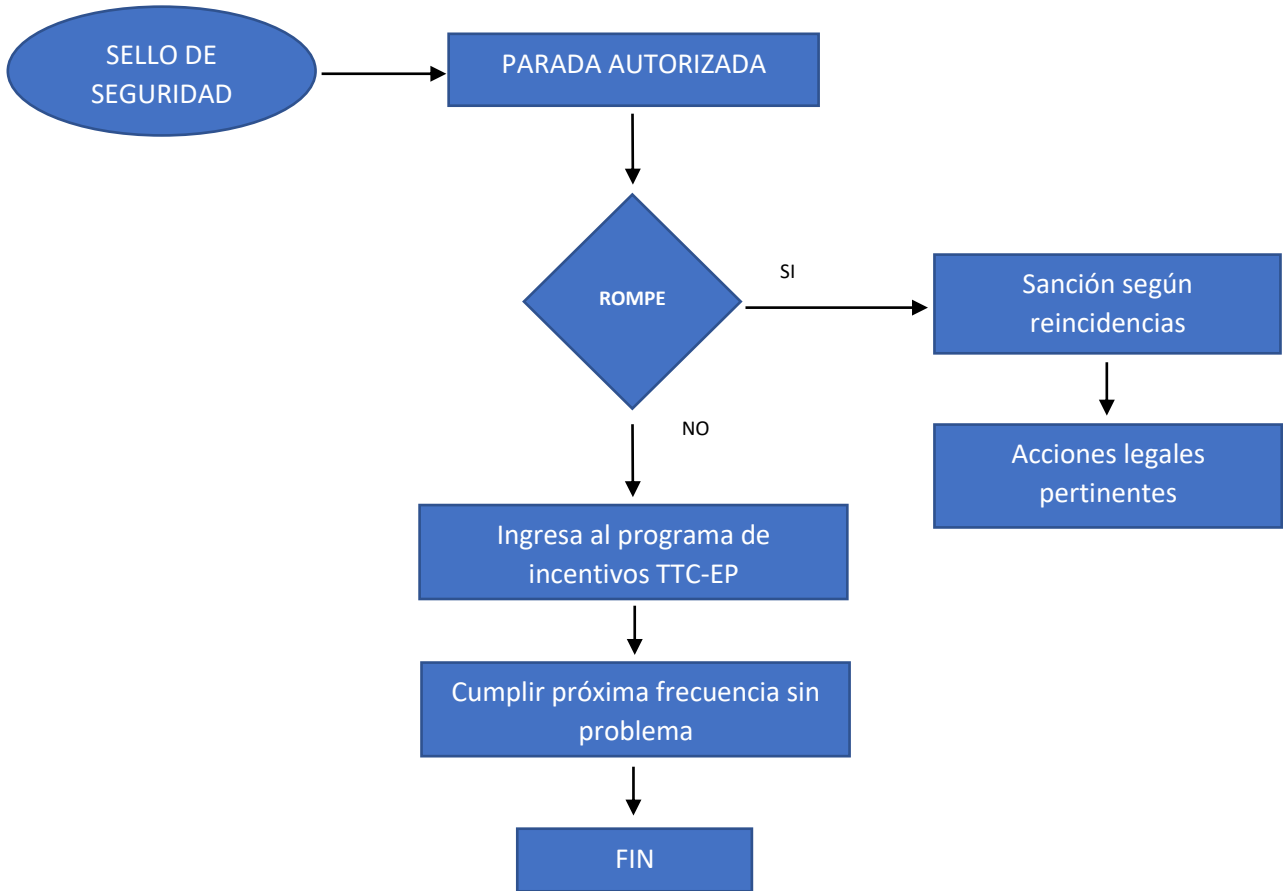 SELLO DE
SEGURIDAD
PARADA AUTORIZADA
ROMPE
SI
Sanción según
reincidencias
Acciones legales
pertinentes
NO
Ingresa al programa de
incentivos TTC-EP
Cumplir próxima frecuencia sin
problema
FIN